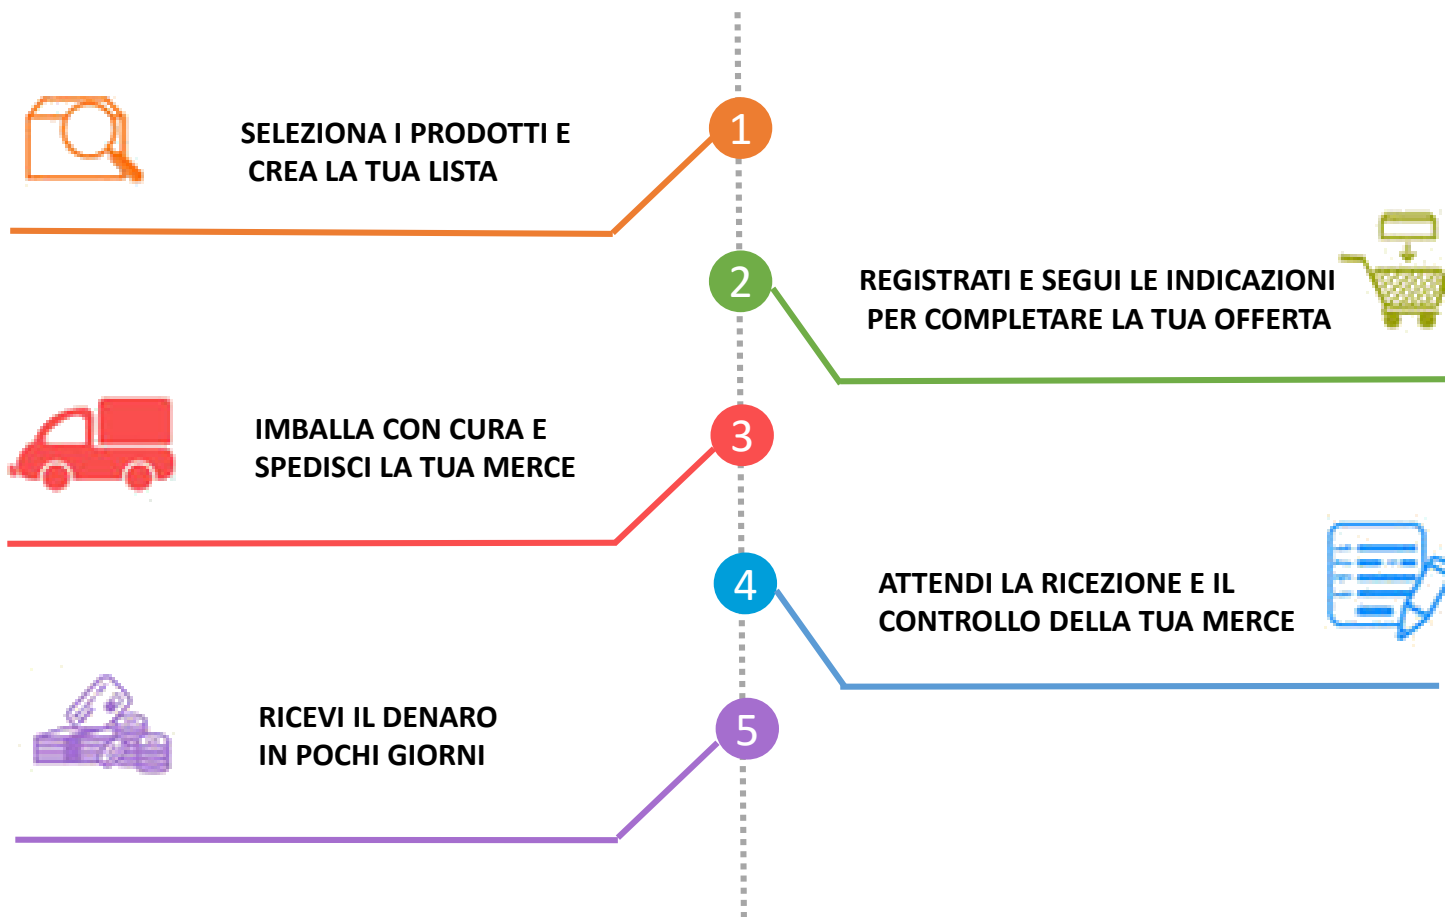 1
SELEZIONA I PRODOTTI E
CREA LA TUA LISTA
2
REGISTRATI E SEGUI LE INDICAZIONI
PER COMPLETARE LA TUA OFFERTA
3
IMBALLA CON CURA E
SPEDISCI LA TUA MERCE
4
ATTENDI LA RICEZIONE E IL
CONTROLLO DELLA TUA MERCE
5
RICEVI IL DENARO
IN POCHI GIORNI